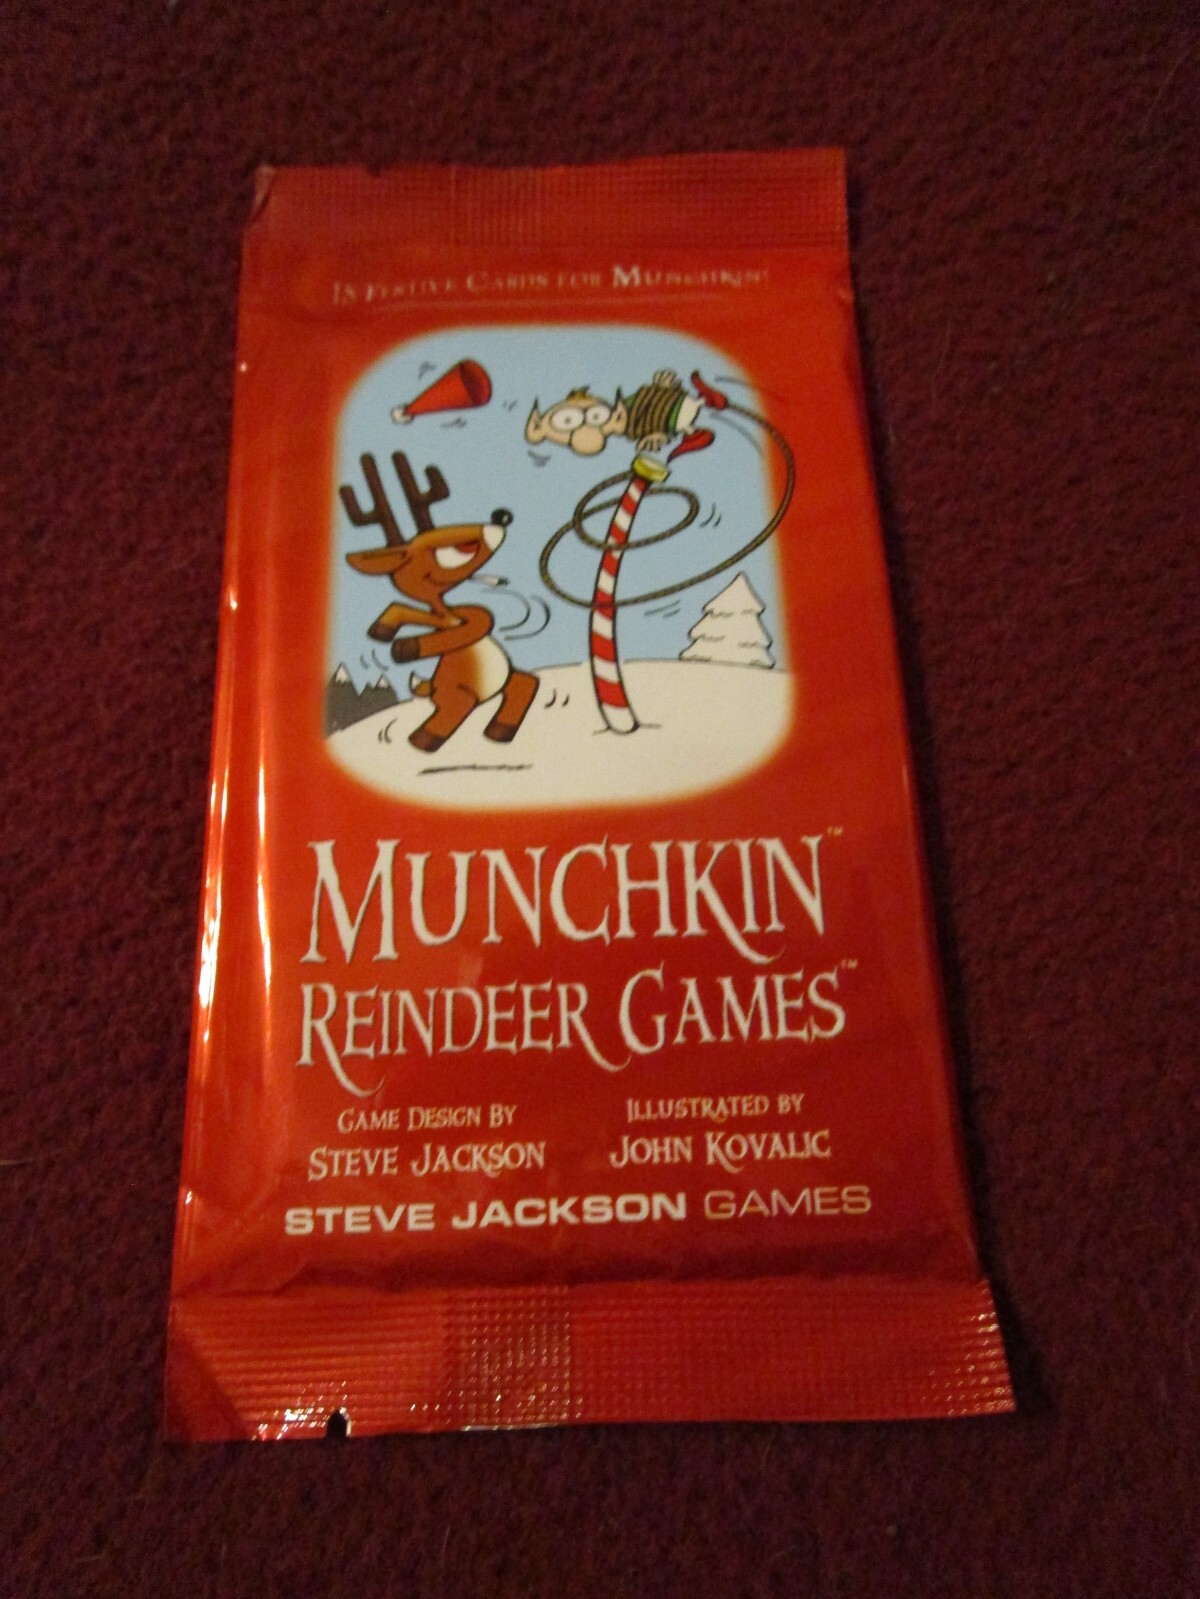 15 FESTIVE CARDS FOR MUNCHKIN!
MUNCHKIN™
REINDEER GAMES™
GAME DESIGN BY
STEVE JACKSON
ILLUSTRATED BY
JOHN KOVALIC
STEVE JACKSON GAMES